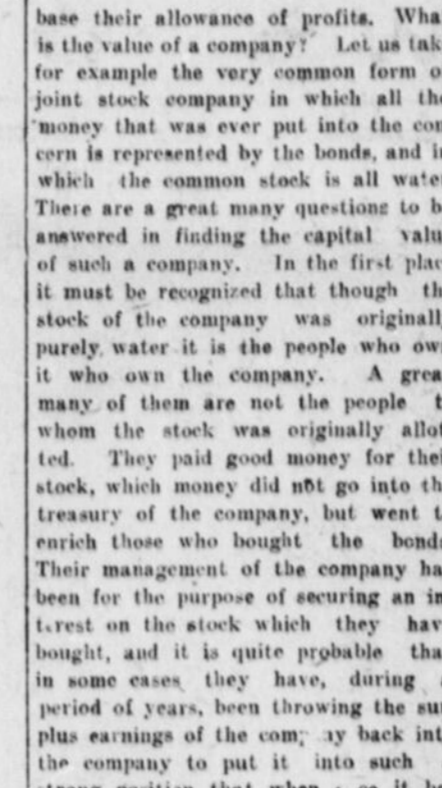 base their allowance of profits. Wha
is the value of a company? Let us tak
for example the very common form o
joint stock company in which all the
money that was ever put into the con
cern is represented by the bonds, and i
which the common stock is all wate
There are a great many questions to b
answered in finding the capital valu
of such a company. In the first plac
it must be recognized that though th
stock of the company was originall
purely water it is the people who ow
it who own the company. A grea
many of them are not the people t
whom the stock was originally allot
ted. They paid good money for thei
stock, which money did not go into th
treasury of the company, but went t
enrich those who bought the bonds
Their management of the company ha
been for the purpose of securing an in
terest on the stock which they hav
bought, and it is quite probable tha
in some cases they have, during
period of years, been throwing the sur
plus earnings of the com; ay back int
the company to put it into such
that when it